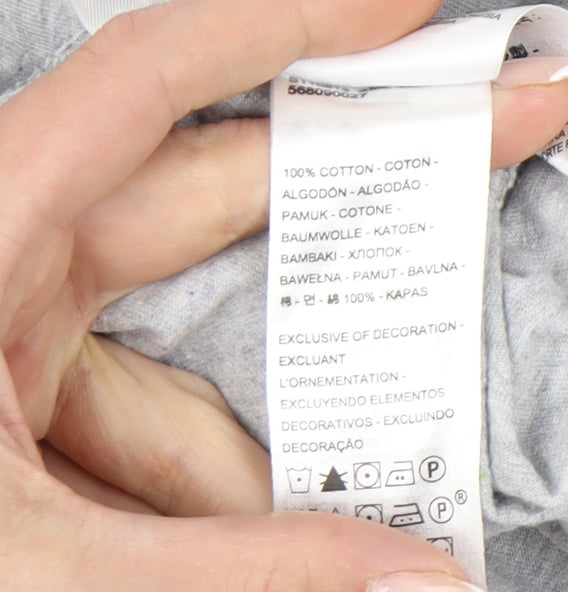 568090027
100% COTTON - COTON -
ALGODÓN - ALGODÃO -
PAMUK - COTONE -
BAUMWOLLE - KATOEN -
BAMBAKI - ХЛОПОК -
BAWEŁNA - PAMUT - BAVLNA -
棉 - 면 - 綿 100% - KAPAS
EXCLUSIVE OF DECORATION -
EXCLUANT
L'ORNEMENTATION -
EXCLUYENDO ELEMENTOS
DECORATIVOS - EXCLUINDO
DECORAÇÃO
P
P ®